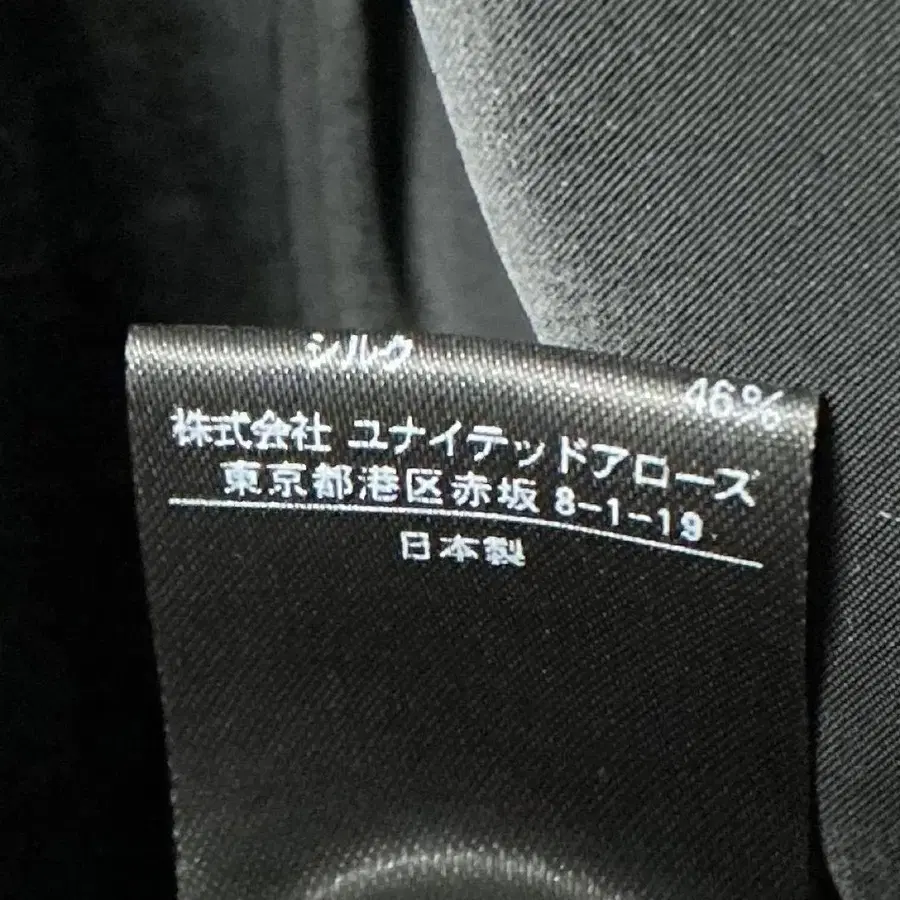 シルク 46%
株式会社 ユナイテッドアローズ
東京都港区赤坂 8-1-19
日本製